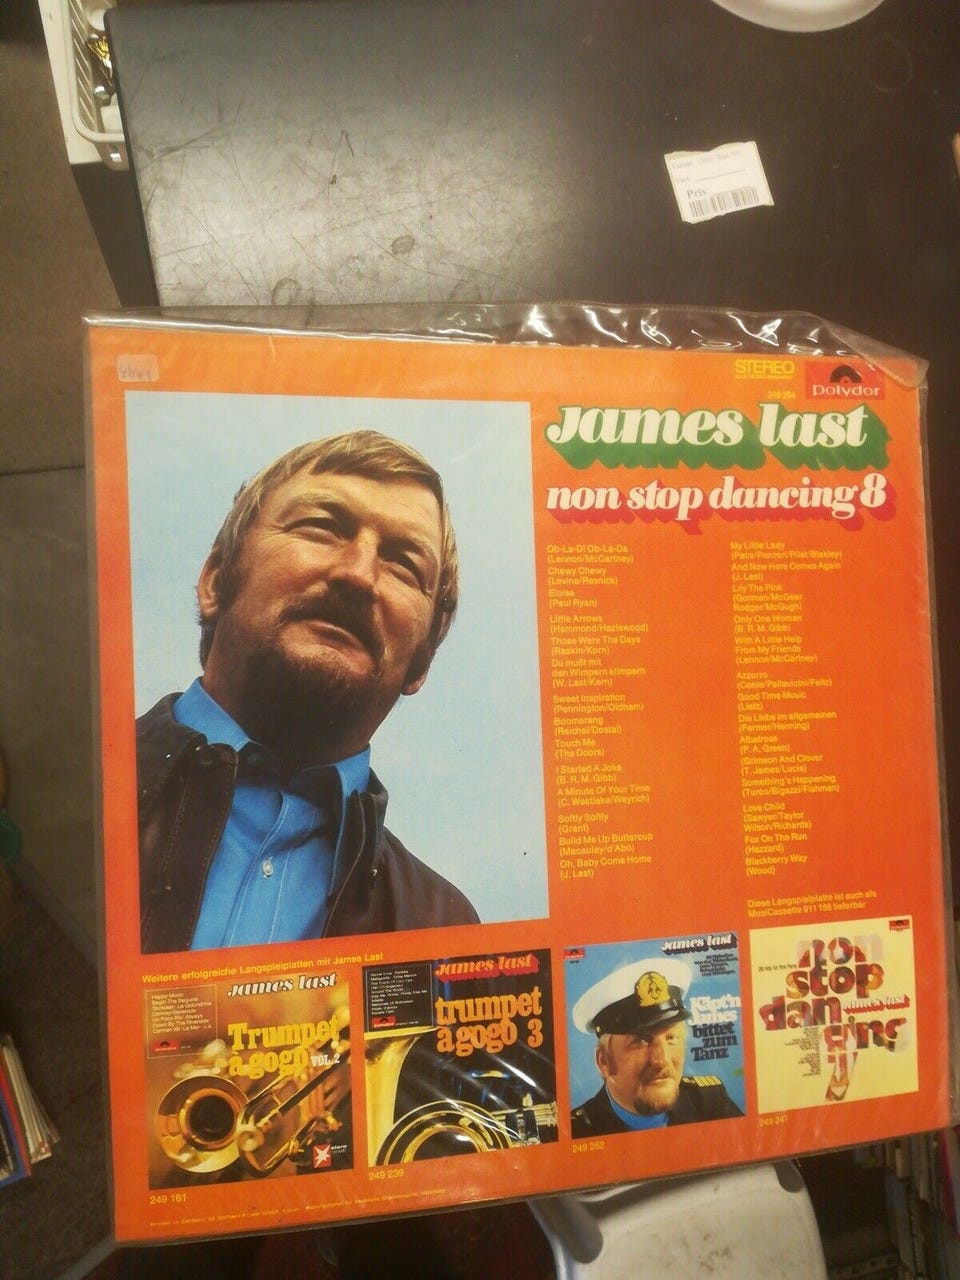 Pris:
STEREO
polydor
249 294
james last
non stop dancing 8
Ob-La-Di Ob-La-Da
(Lennon/McCartney)
Chewy Chewy
(Levine/Resnick)
Eloise
(Paul Ryan)
Little Arrows
(Hammond/Hazlewood)
Those Were The Days
(Raskin/Korn)
Du mußt mit
den Wimpern klimpern
(W. Last/Kern)
Sweet Inspiration
(Pennington/Oldham)
Boomerang
(Reichel/Dostal)
Touch Me
(The Doors)
I Started A Joke
(B. R. M. Gibb)
A Minute Of Your Time
(C. Westlake/Weyrich)
Softly Softly
(Grant)
Build Me Up Buttercup
(Macaulay/d'Abo)
Oh, Baby Come Home
(J. Last)
My Little Lady
(Paco/Panzeri/Pilat/Blakley)
And Now Here Comes Again
(J. Last)
Lily The Pink
(Gorman/McGear
Rodger/McGugh)
Only One Woman
(B. R. M. Gibb)
With A Little Help
From My Friends
(Lennon/McCartney)
Azzurro
(Conte/Pallavicini/Feltz)
Good Time Music
(Lietz)
Die Liebe im allgemeinen
(Farmer/Henning)
Albatross
(P. A. Green)
(Grimson And Clover
(T. James/Lucia)
Something's Happening
(Turco/Bigazzi/Fishman)
Love Child
(Sawyer/Taylor
Wilson/Richards)
Fox On The Run
(Hazzard)
Blackberry Way
(Wood)
Diese Langspielplatte ist auch als
MusiCassette 911 188 lieferbar
Weitere erfolgreiche Langspielplatten mit James Last
james last
Trumpet
à gogo
VOL.2
stern
249 161
james last
trumpet
à gogo 3
249 239
james last
Käpt'n
James
bittet
zum
Tanz
249 252
non
stop
dan
james last
cing
249 247